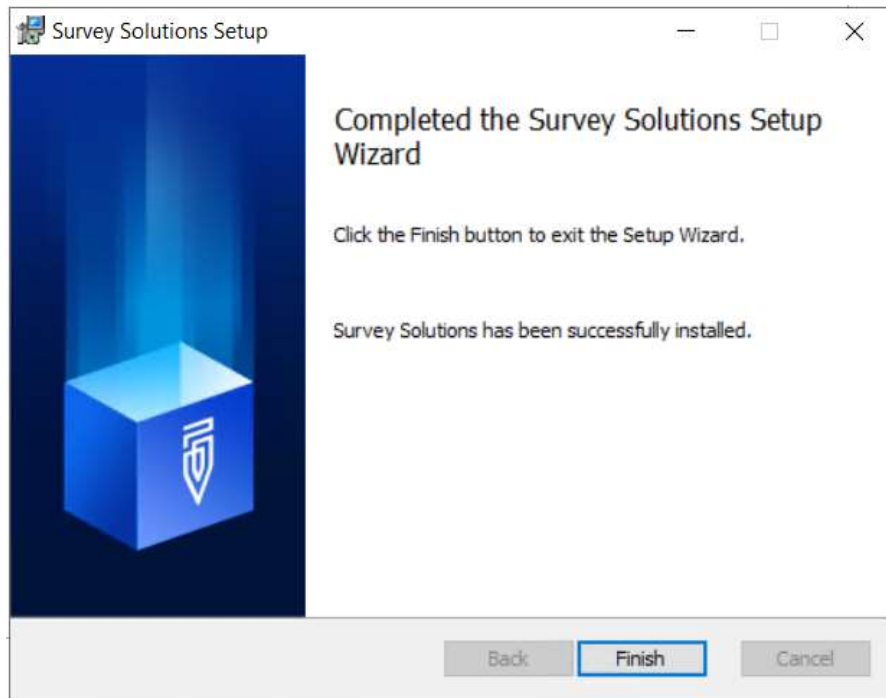 Survey Solutions Setup
Completed the Survey Solutions Setup
Wizard
Click the Finish button to exit the Setup Wizard.
Survey Solutions has been successfully installed.
Back
Finish
Cancel